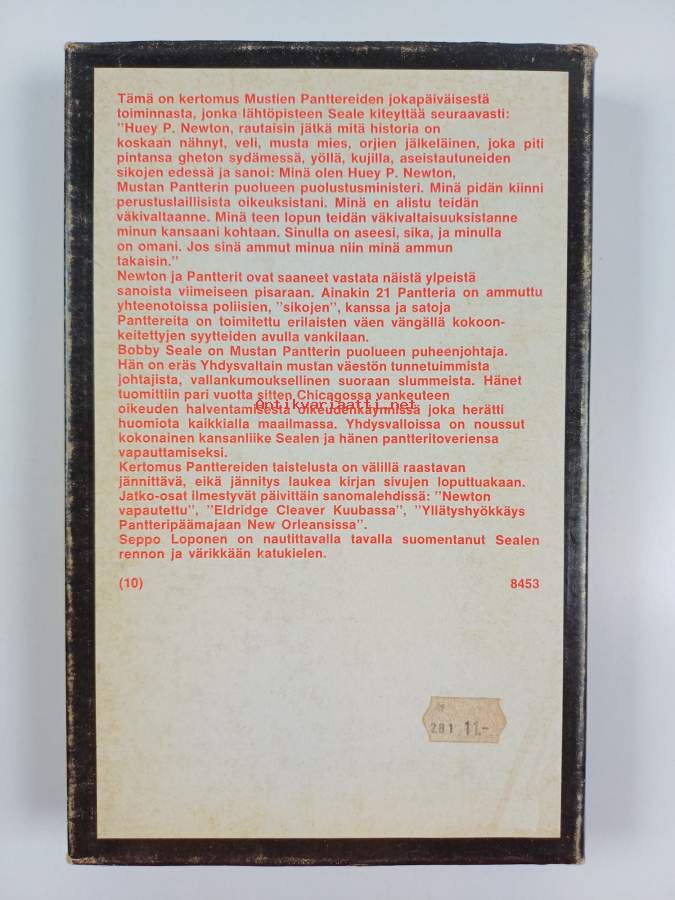 Tämä on kertomus Mustien Panttereiden jokapäiväisestä
toiminnasta, jonka lähtöpisteen Seale kiteyttää seuraavasti:
"Huey P. Newton, rautaisin jätkä mitä historia on
koskaan nähnyt, veli, musta mies, orjien jälkeläinen, joka piti
pintansa gheton sydämessä, yöllä, kujilla, aseistautuneiden
sikojen edessä ja sanoi: Minä olen Huey P. Newton,
Mustan Pantterin puolueen puolustusministeri. Minä pidän kiinni
perustuslaillisista oikeuksistani. Minä en alistu teidän
väkivaltaanne. Minä teen lopun teidän väkivaltaisuuksistanne
minun kansaani kohtaan. Sinulla on aseesi, sika, ja minulla
on omani. Jos sinä ammut minua niin minä ammun
takaisin."
Newton ja Pantterit ovat saaneet vastata näistä ylpeistä
sanoista viimeiseen pisaraan. Ainakin 21 Pantteria on ammuttu
yhteenotoissa poliisien, "sikojen", kanssa ja satoja
Panttereita on toimitettu erilaisten väen vängällä kokoon-
keitettyjen syytteiden avulla vankilaan.
Bobby Seale on Mustan Pantterin puolueen puheenjohtaja.
Hän on eräs Yhdysvaltain mustan väestön tunnetuimmista
johtajista, vallankumouksellinen suoraan slummeista. Hänet
tuomittiin pari vuotta sitten Chicagossa vankeuteen
oikeuden halventamisesta oikeudenkäynnissä joka herätti
huomiota kaikkialla maailmassa. Yhdysvalloissa on noussut
kokonainen kansanliike Sealen ja hänen pantteritoveriensa
vapauttamiseksi.
Kertomus Panttereiden taistelusta on välillä raastavan
jännittävä, eikä jännitys laukea kirjan sivujen loputtuakaan.
Jatko-osat ilmestyvät päivittäin sanomalehdissä: "Newton
vapautettu", "Eldridge Cleaver Kuubassa", "Yllätyshyökkäys
Pantteripäämajaan New Orleansissa".
Seppo Loponen on nautittavalla tavalla suomentanut Sealen
rennon ja värikkään katukielen.
(10) 8453
Antikvariaatti.net
281 11.-